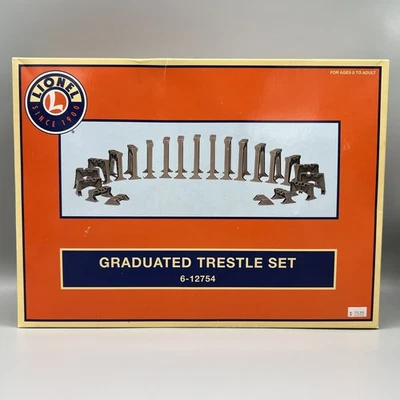 FOR AGES 8 TO ADULT
LIONEL
L
SINCE 1900
GRADUATED TRESTLE SET
6-12754